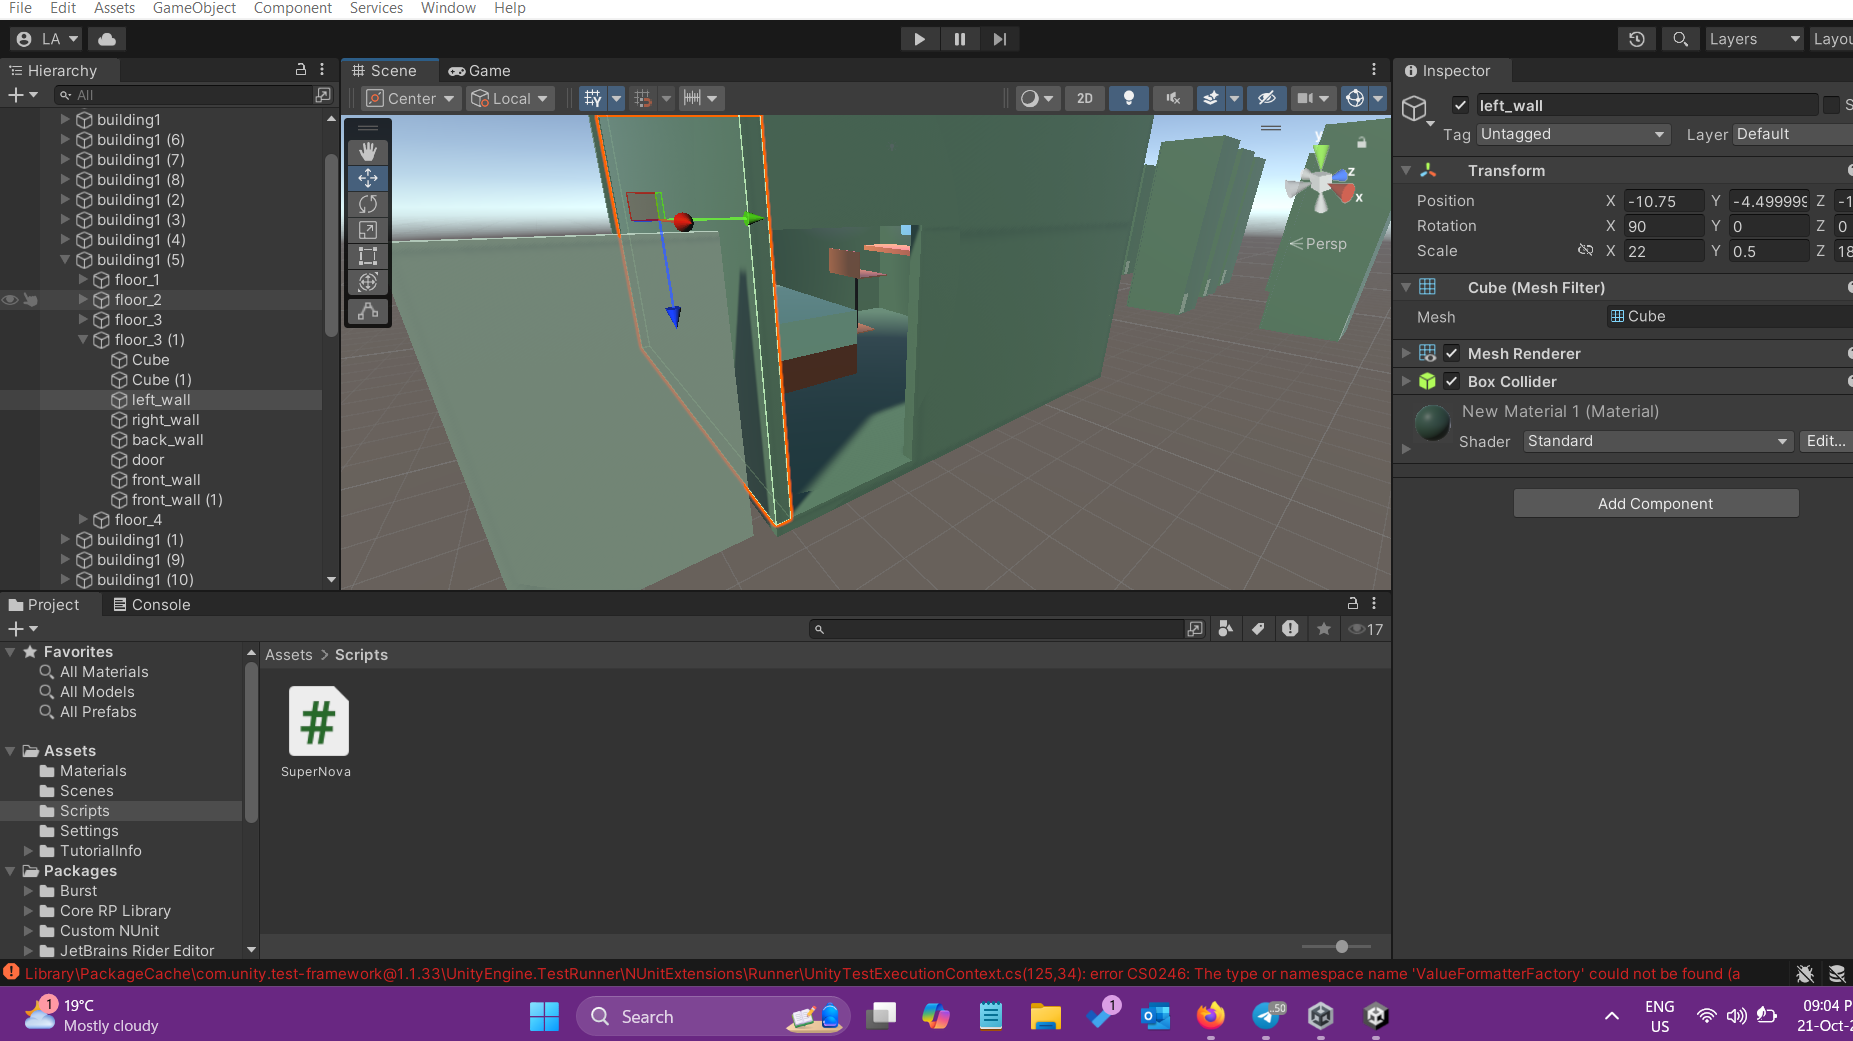 File Edit Assets GameObject Component Services Window Help
LA
Layers
Layou
Hierarchy
All
building1
building1 (6)
building1 (7)
building1 (8)
building1 (2)
building1 (3)
building1 (4)
building1 (5)
floor_1
floor_2
floor_3
floor_3 (1)
Cube
Cube (1)
left_wall
right_wall
back_wall
door
front_wall
front_wall (1)
floor_4
building1 (1)
building1 (9)
building1 (10)
Scene Game
Center Local 2D
y
z
x
Persp
Inspector
left_wall S
Tag Untagged Layer Default
Transform
Position X -10.75 Y -4.499999 Z -1
Rotation X 90 Y 0 Z 0
Scale X 22 Y 0.5 Z 18
Cube (Mesh Filter)
Mesh Cube
Mesh Renderer
Box Collider
New Material 1 (Material)
Shader Standard Edit...
Add Component
Project Console
17
Favorites
All Materials
All Models
All Prefabs
Assets
Materials
Scenes
Scripts
Settings
TutorialInfo
Packages
Burst
Core RP Library
Custom NUnit
JetBrains Rider Editor
Assets > Scripts
#
SuperNova
Library\PackageCache\com.unity.test-framework@1.1.33\UnityEngine.TestRunner\NUnitExtensions\Runner\UnityTestExecutionContext.cs(125,34): error CS0246: The type or namespace name 'ValueFormatterFactory' could not be found (a
1
19°C
Mostly cloudy
Search
1
50
ENG
US
09:04 P
21-Oct-2